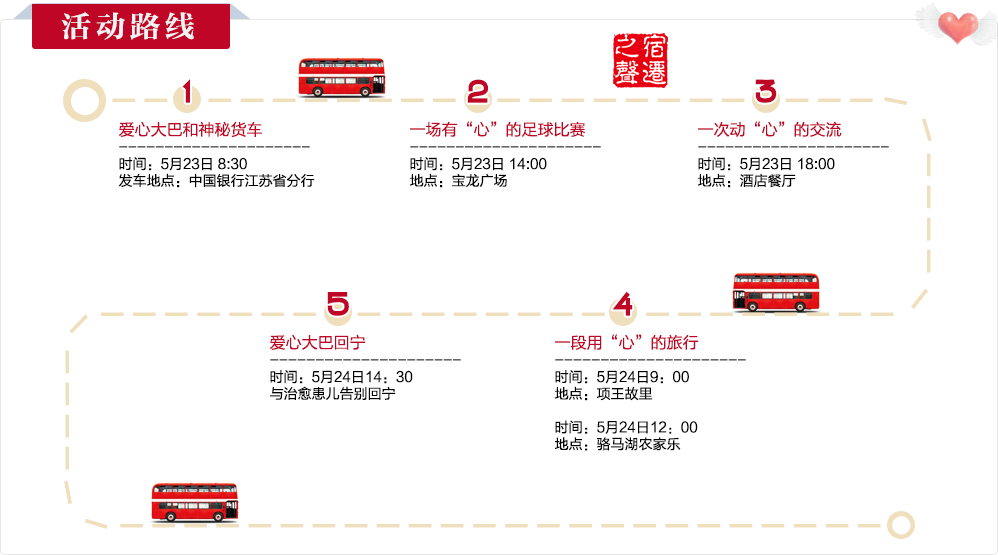 活动路线
宿遷之聲
1
爱心大巴和神秘货车
时间：5月23日 8:30
发车地点：中国银行江苏省分行
2
一场有“心”的足球比赛
时间：5月23日 14:00
地点：宝龙广场
3
一次动“心”的交流
时间：5月23日 18:00
地点：酒店餐厅
4
一段用“心”的旅行
时间：5月24日9：00
地点：项王故里
时间：5月24日12：00
地点：骆马湖农家乐
5
爱心大巴回宁
时间：5月24日14：30
与治愈患儿告别回宁